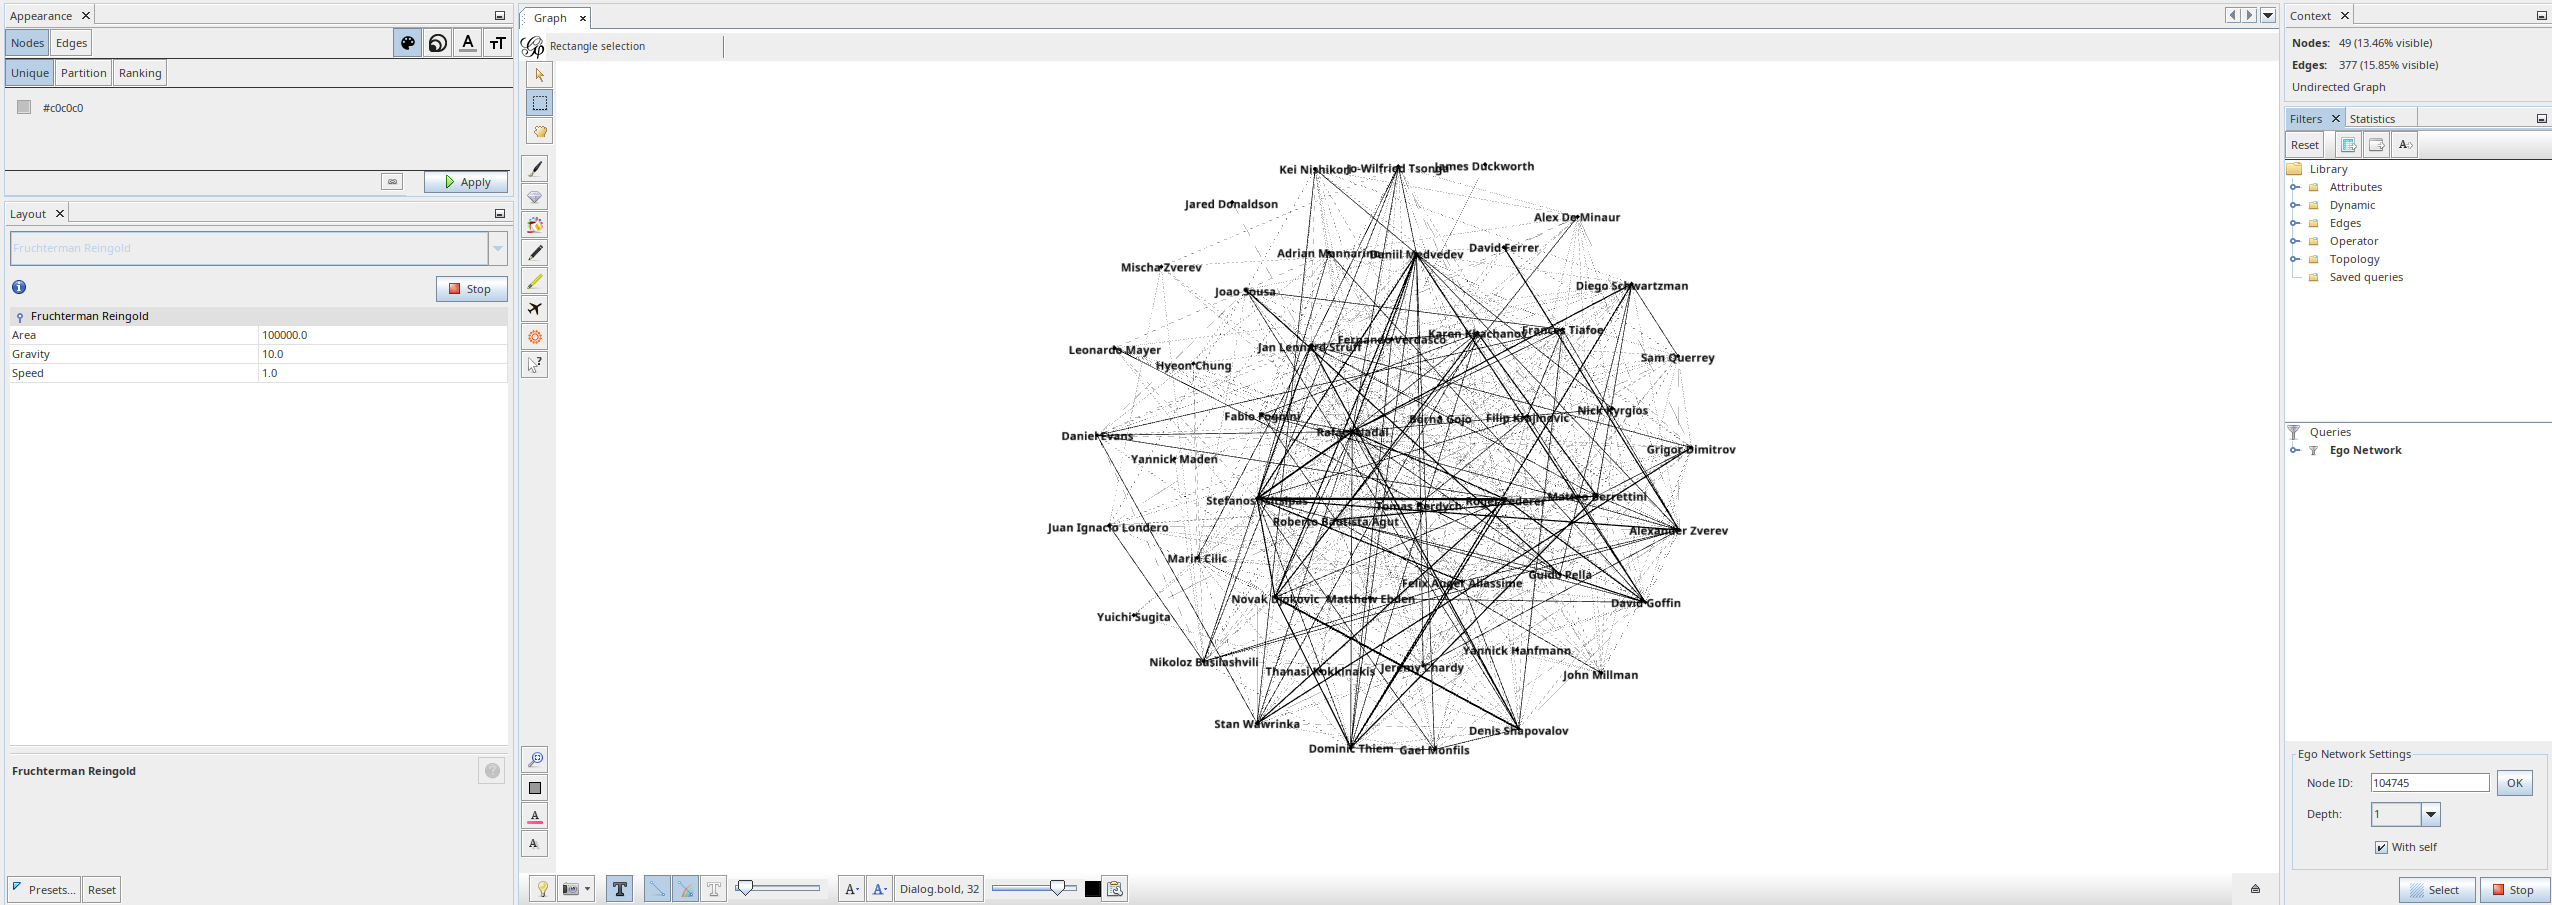 Appearance
Nodes Edges
Unique Partition Ranking
#c0c0c0
Apply
Layout
Fruchterman Reingold
Stop
Fruchterman Reingold
Area 100000.0
Gravity 10.0
Speed 1.0
Fruchterman Reingold
Presets... Reset
Graph
Rectangle selection
Kei Nishikori Jo-Wilfried Tsonga James Duckworth
Jared Donaldson
Alex De Minaur
Adrian Mannarino Daniil Medvedev David Ferrer
Mischa Zverev
Joao Sousa
Diego Schwartzman
Karen Khachanov Frances Tiafoe
Jan Lennard Struff Fernando Verdasco
Leonardo Mayer
Sam Querrey
Hyeon Chung
Fabio Fognini Borna Gojo Filip Krajinovic Nick Kyrgios
Daniel Evans Rafael Nadal
Yannick Maden
Grigor Dimitrov
Stefanos Tsitsipas Tomas Berdych Roger Federer Matteo Berrettini
Roberto Bautista Agut
Juan Ignacio Londero
Alexander Zverev
Marin Cilic
Felix Auger Aliassime Guido Pella
Novak Djokovic Matthew Ebden
David Goffin
Yuichi Sugita
Nikoloz Basilashvili Yannick Hanfmann
Thanasi Kokkinakis Jeremy Chardy
John Millman
Stan Wawrinka
Denis Shapovalov
Dominic Thiem Gael Monfils
T T A A Dialog.bold, 32
Context
Nodes: 49 (13.46% visible)
Edges: 377 (15.85% visible)
Undirected Graph
Filters Statistics
Reset
Library
Attributes
Dynamic
Edges
Operator
Topology
Saved queries
Queries
Ego Network
Ego Network Settings
Node ID: 104745 OK
Depth: 1
With self
Select Stop